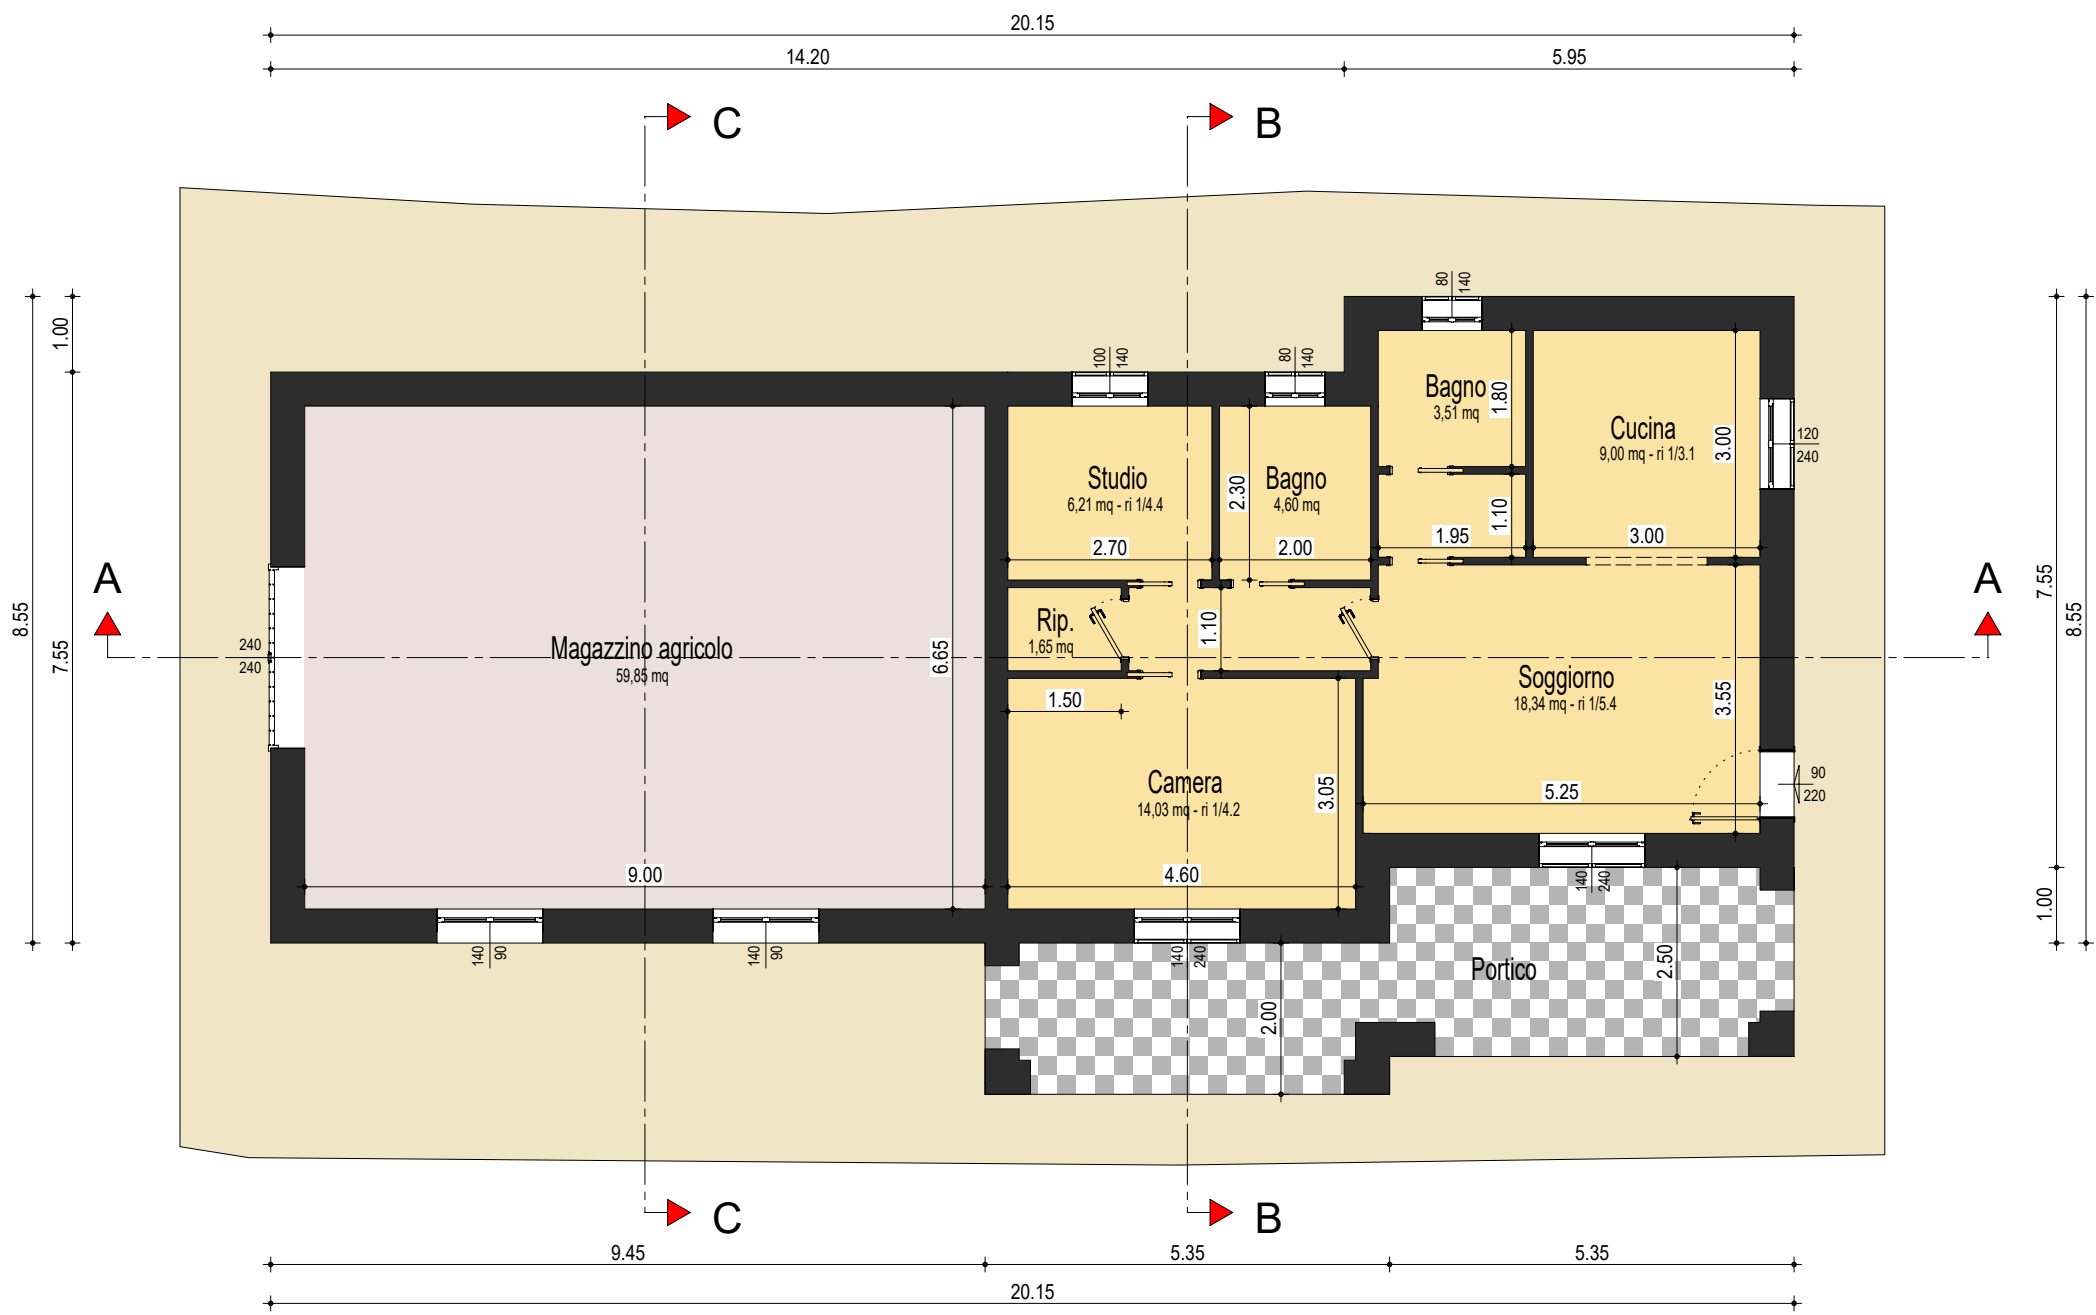 20.15
14.20
5.95
C
B
80
140
1.00
100
140
80
140
Bagno
3,51 mq
1.80
Cucina
9,00 mq - ri 1/3.1
3.00
120
240
Studio
6,21 mq - ri 1/4.4
2.30
Bagno
4,60 mq
1.10
2.70
2.00
1.95
3.00
A
A
8.55
7.55
7.55
8.55
Rip.
1,65 mq
1.10
240
240
Magazzino agricolo
59,85 mq
6.65
Soggiorno
18,34 mq - ri 1/5.4
3.55
1.50
Camera
14,03 mq - ri 1/4.2
3.05
5.25
90
220
9.00
4.60
140
240
1.00
140
90
140
90
140
240
Portico
2.50
2.00
C
B
9.45
5.35
5.35
20.15